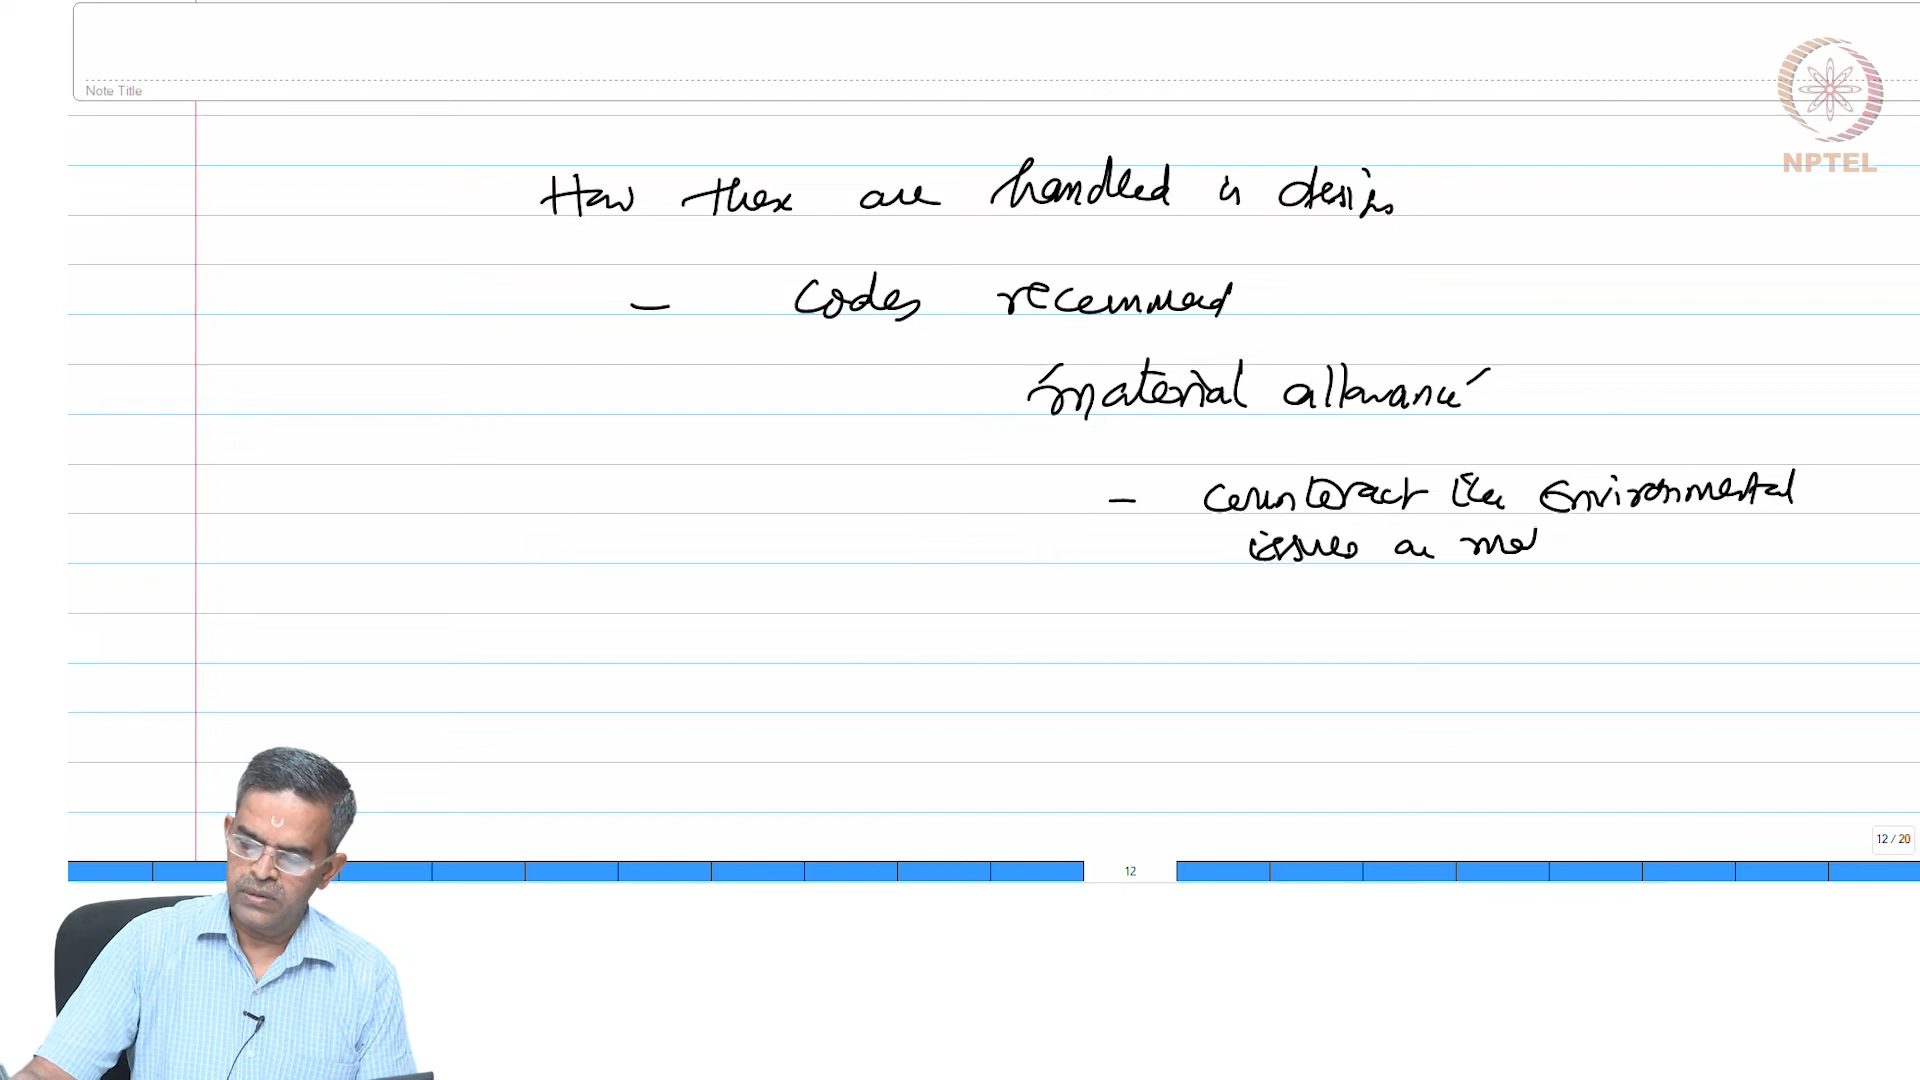 Note Title
NPTEL
How these are handled in design
- Codes recommend
'material allowance'
- counteract the Environmental
issues on
12 / 20
12